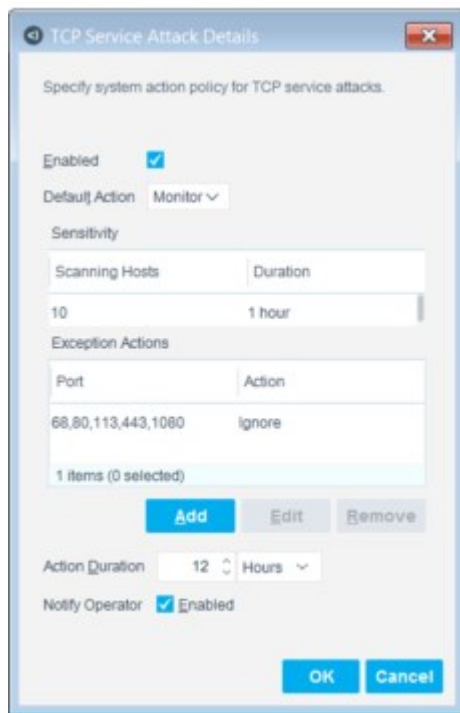 TCP Service Attack Details
Specify system action policy for TCP service attacks.
Enabled
Default Action Monitor
Sensitivity
Scanning Hosts Duration
10 1 hour
Exception Actions
Port Action
68,80,113,443,1080 Ignore
1 items (0 selected)
Add Edit Remove
Action Duration 12 Hours
Notify Operator Enabled
OK Cancel